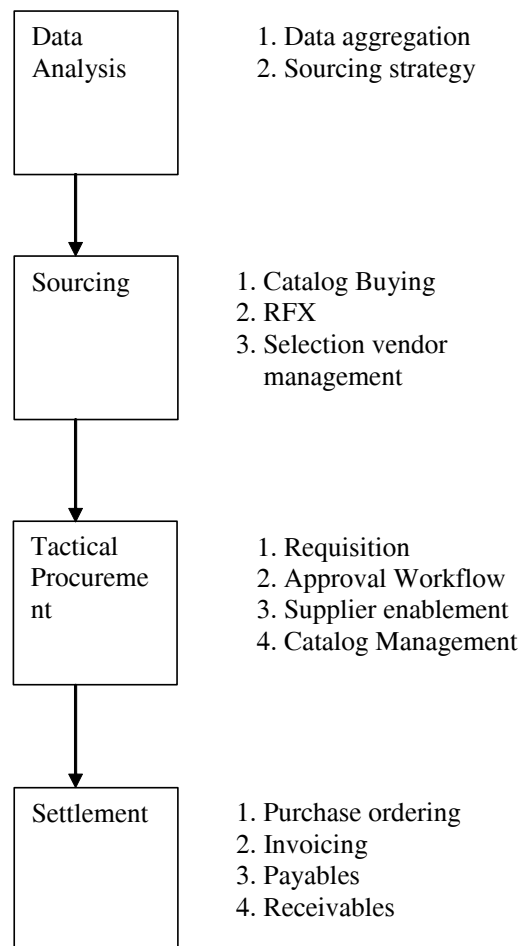 Data
Analysis
1. Data aggregation
2. Sourcing strategy
Sourcing
1. Catalog Buying
2. RFX
3. Selection vendor
management
Tactical
Procureme
nt
1. Requisition
2. Approval Workflow
3. Supplier enablement
4. Catalog Management
Settlement
1. Purchase ordering
2. Invoicing
3. Payables
4. Receivables